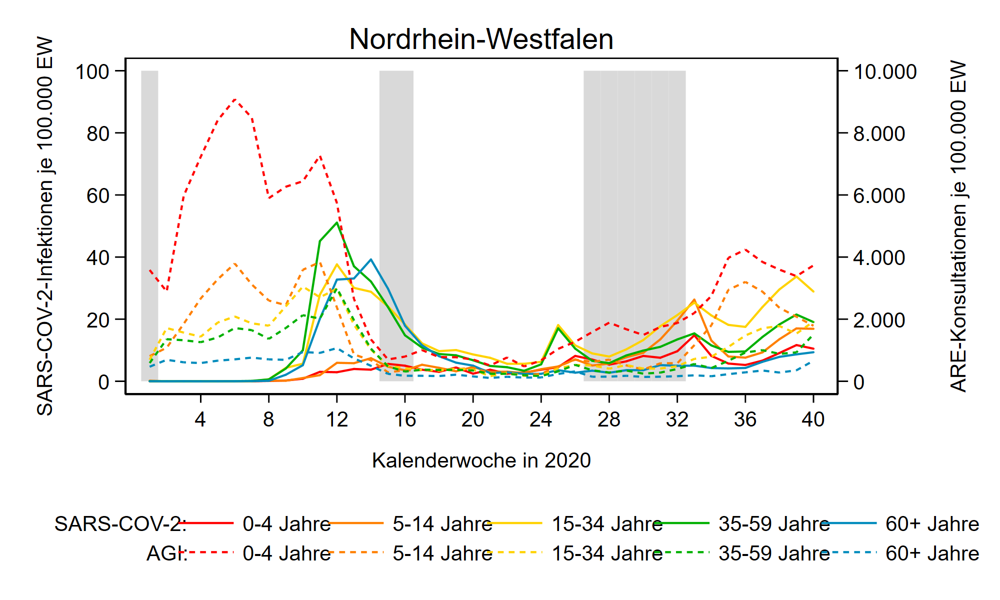 Nordrhein-Westfalen
SARS-COV-2-Infektionen je 100.000 EW
100
80
60
40
20
0
10.000
8.000
6.000
4.000
2.000
0
ARE-Konsultationen je 100.000 EW
4 8 12 16 20 24 28 32 36 40
Kalenderwoche in 2020
SARS-COV-2: 0-4 Jahre 5-14 Jahre 15-34 Jahre 35-59 Jahre 60+ Jahre
AGI: 0-4 Jahre 5-14 Jahre 15-34 Jahre 35-59 Jahre 60+ Jahre